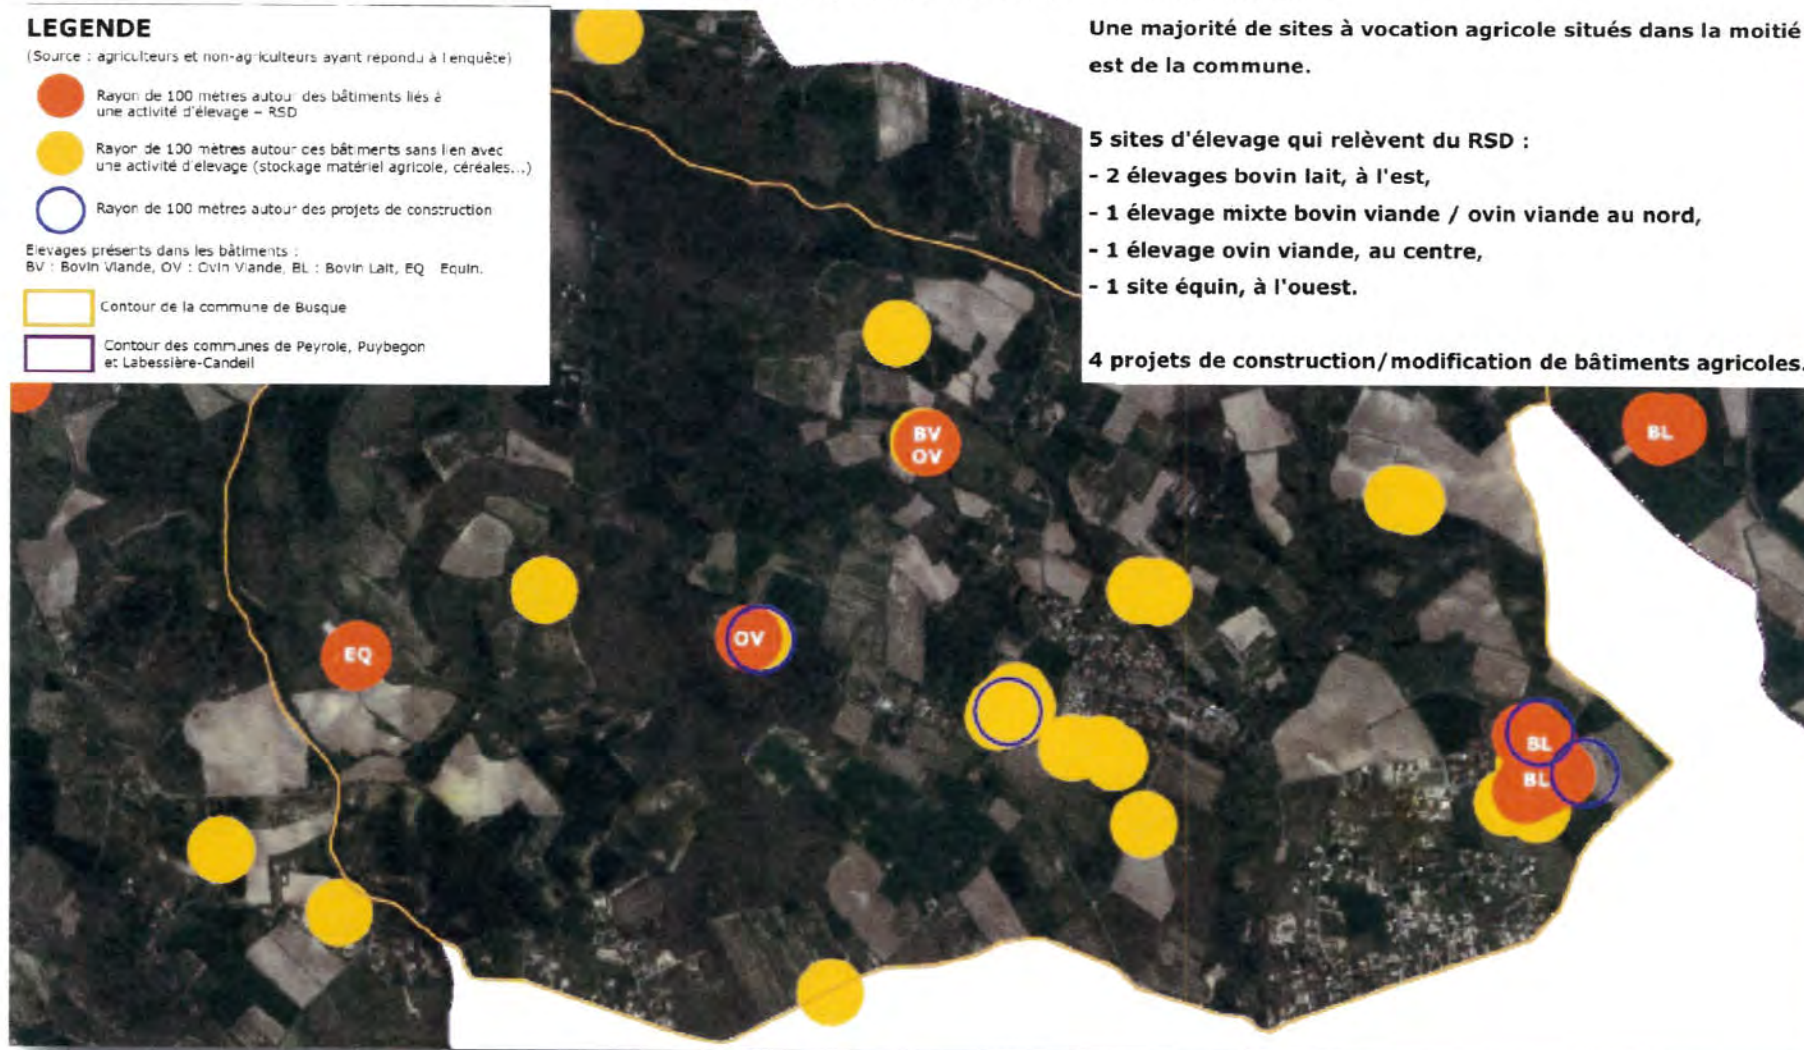 LEGENDE
(Source : agriculteurs et non-agriculteurs ayant répondu à l'enquête)
Rayon de 100 mètres autour des bâtiments liés à
une activité d'élevage – RSD
Rayon de 100 mètres autour des bâtiments sans lien avec
une activité d'élevage (stockage matériel agricole, céréales...)
Rayon de 100 mètres autour des projets de construction
Elevages présents dans les bâtiments :
BV : Bovin Viande, OV : Ovin Viande, BL : Bovin Lait, EQ Equin.
Contour de la commune de Busque
Contour des communes de Peyrole, Puybegon
et Labessière-Candeil
Une majorité de sites à vocation agricole situés dans la moitié
est de la commune.
5 sites d'élevage qui relèvent du RSD :
- 2 élevages bovin lait, à l'est,
- 1 élevage mixte bovin viande / ovin viande au nord,
- 1 élevage ovin viande, au centre,
- 1 site équin, à l'ouest.
4 projets de construction/modification de bâtiments agricoles.
BL
BV
OV
OV
EQ
BL
BL